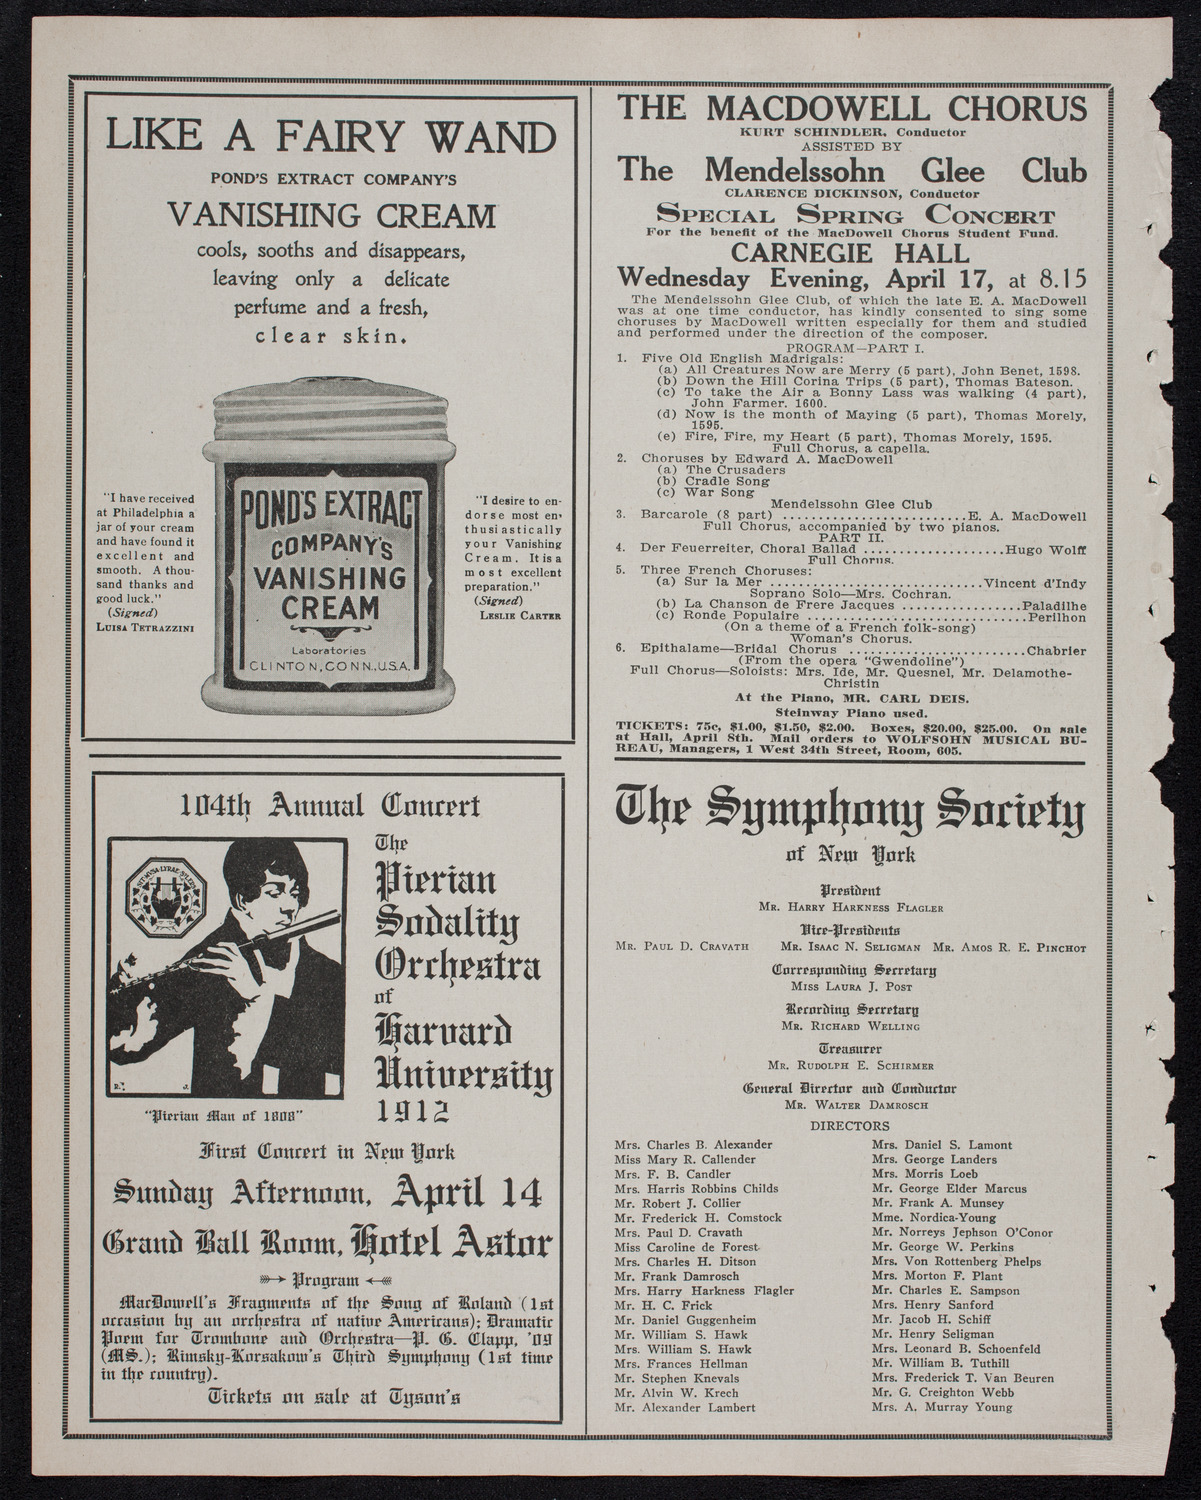 LIKE A FAIRY WAND
POND'S EXTRACT COMPANY'S
VANISHING CREAM
cools, sooths and disappears,
leaving only a delicate
perfume and a fresh,
clear skin.
"I have received
at Philadelphia a
jar of your cream
and have found it
excellent and
smooth. A thou-
sand thanks and
good luck."
(Signed)
LUISA TETRAZZINI
POND'S EXTRACT
COMPANY'S
VANISHING
CREAM
Laboratories
CLINTON, CONN., U.S.A.
"I desire to en-
dorse most en-
thusiastically
your Vanishing
Cream. It is a
most excellent
preparation."
(Signed)
LESLIE CARTER
104th Annual Concert
The
Pierian
Sodality
Orchestra
of
Harvard
University
1912
"Pierian Man of 1808"
First Concert in New York
Sunday Afternoon, April 14
Grand Ball Room, Hotel Astor
Program
MacDowell's Fragments of the Song of Roland (1st
occasion by an orchestra of native Americans); Dramatic
Poem for Trombone and Orchestra—P. G. Clapp, '09
(MS.); Rimsky-Korsakow's Third Symphony (1st time
in the country).
Tickets on sale at Tyson's
THE MACDOWELL CHORUS
KURT SCHINDLER, Conductor
ASSISTED BY
The Mendelssohn Glee Club
CLARENCE DICKINSON, Conductor
SPECIAL SPRING CONCERT
For the benefit of the MacDowell Chorus Student Fund.
CARNEGIE HALL
Wednesday Evening, April 17, at 8.15
The Mendelssohn Glee Club, of which the late E. A. MacDowell
was at one time conductor, has kindly consented to sing some
choruses by MacDowell written especially for them and studied
and performed under the direction of the composer.
PROGRAM—PART I.
1. Five Old English Madrigals:
(a) All Creatures Now are Merry (5 part), John Benet, 1598.
(b) Down the Hill Corina Trips (5 part), Thomas Bateson.
(c) To take the Air a Bonny Lass was walking (4 part),
John Farmer, 1600.
(d) Now is the month of Maying (5 part), Thomas Morely,
1595.
(e) Fire, Fire, my Heart (5 part), Thomas Morely, 1595.
Full Chorus, a capella.
2. Choruses by Edward A. MacDowell
(a) The Crusaders
(b) Cradle Song
(c) War Song
Mendelssohn Glee Club
3. Barcarole (8 part) ........................E. A. MacDowell
Full Chorus, accompanied by two pianos.
PART II.
4. Der Feuerreiter, Choral Ballad ..................Hugo Wolff
Full Chorus.
5. Three French Choruses:
(a) Sur la Mer ...........................Vincent d'Indy
Soprano Solo—Mrs. Cochran.
(b) La Chanson de Frere Jacques ...............Paladilhe
(c) Ronde Populaire ............................Perilhon
(On a theme of a French folk-song)
Woman's Chorus.
6. Epithalame—Bridal Chorus ......................Chabrier
(From the opera "Gwendoline")
Full Chorus—Soloists: Mrs. Ide, Mr. Quesnel, Mr. Delamothe-
Christin
At the Piano, MR. CARL DEIS.
Steinway Piano used.
TICKETS: 75c, $1.00, $1.50, $2.00. Boxes, $20.00, $25.00. On sale
at Hall, April 8th. Mail orders to WOLFSOHN MUSICAL BU-
REAU, Managers, 1 West 34th Street, Room, 605.
The Symphony Society
of New York
President
MR. HARRY HARKNESS FLAGLER
Vice-Presidents
MR. PAUL D. CRAVATH MR. ISAAC N. SELIGMAN MR. AMOS R. E. PINCHOT
Corresponding Secretary
MISS LAURA J. POST
Recording Secretary
MR. RICHARD WELLING
Treasurer
MR. RUDOLPH E. SCHIRMER
General Director and Conductor
MR. WALTER DAMROSCH
DIRECTORS
Mrs. Charles B. Alexander
Miss Mary R. Callender
Mrs. F. B. Candler
Mrs. Harris Robbins Childs
Mr. Robert J. Collier
Mr. Frederick H. Comstock
Mrs. Paul D. Cravath
Miss Caroline de Forest
Mrs. Charles H. Ditson
Mr. Frank Damrosch
Mrs. Harry Harkness Flagler
Mr. H. C. Frick
Mr. Daniel Guggenheim
Mr. William S. Hawk
Mrs. William S. Hawk
Mrs. Frances Hellman
Mr. Stephen Knevals
Mr. Alvin W. Krech
Mr. Alexander Lambert
Mrs. Daniel S. Lamont
Mrs. George Landers
Mrs. Morris Loeb
Mr. George Elder Marcus
Mr. Frank A. Munsey
Mme. Nordica-Young
Mr. Norreys Jephson O'Conor
Mr. George W. Perkins
Mrs. Von Rottenberg Phelps
Mrs. Morton F. Plant
Mr. Charles E. Sampson
Mrs. Henry Sanford
Mr. Jacob H. Schiff
Mr. Henry Seligman
Mrs. Leonard B. Schoenfeld
Mr. William B. Tuthill
Mrs. Frederick T. Van Beuren
Mr. G. Creighton Webb
Mrs. A. Murray Young